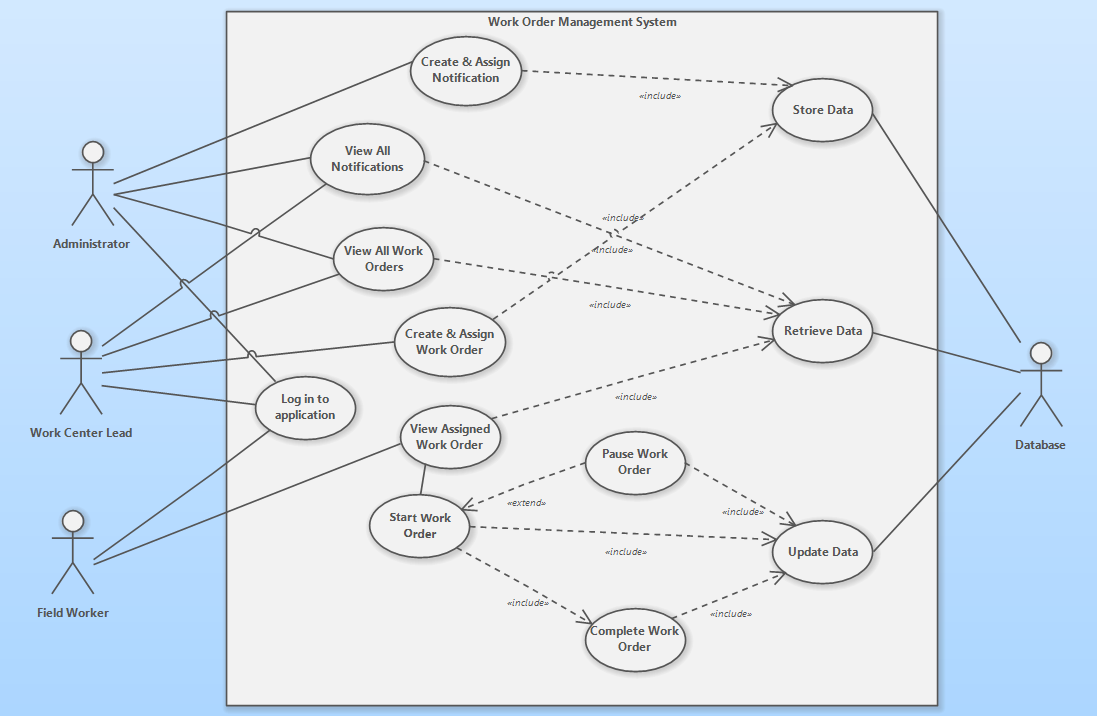 Work Order Management System
Create & Assign
Notification
«include»
Store Data
View All
Notifications
Administrator
«include»
«include»
View All Work
Orders
«include»
Create & Assign
Work Order
Retrieve Data
Work Center Lead
Log in to
application
«include»
View Assigned
Work Order
Database
Pause Work
Order
«extend»
«include»
Start Work
Order
«include»
Update Data
Field Worker
«include»
«include»
Complete Work
Order